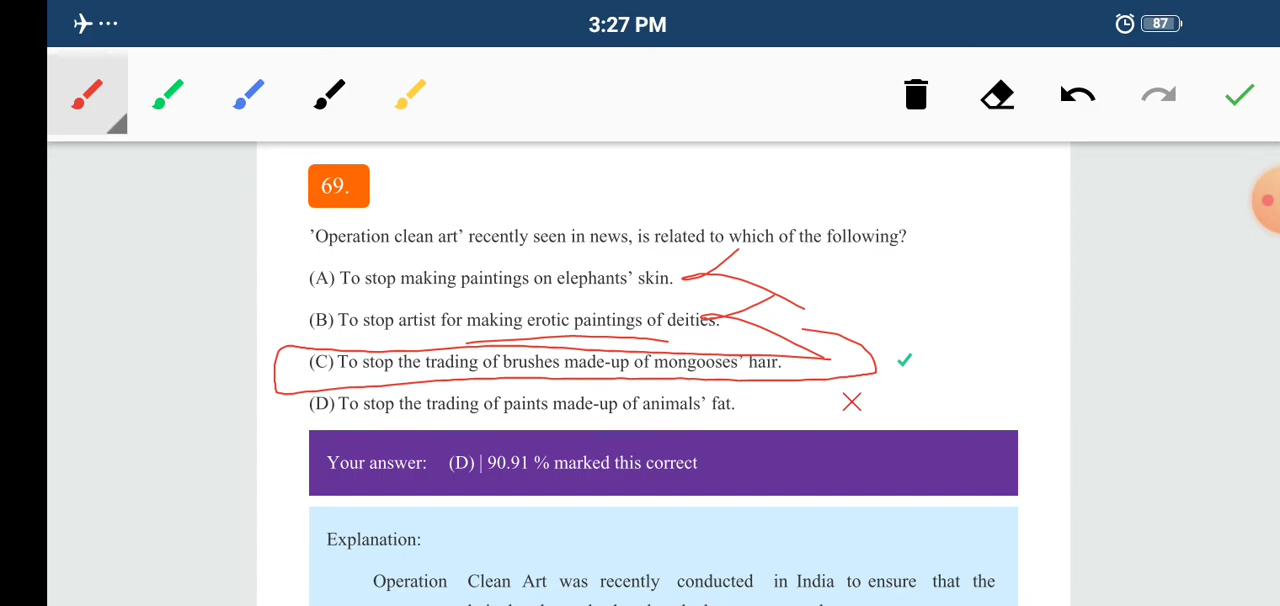 3:27 PM
87
69.
’Operation clean art’ recently seen in news, is related to which of the following?
(A) To stop making paintings on elephants’ skin.
(B) To stop artist for making erotic paintings of deities.
(C) To stop the trading of brushes made-up of mongooses’ hair.
(D) To stop the trading of paints made-up of animals’ fat.
Your answer: (D) | 90.91 % marked this correct
Explanation:
Operation Clean Art was recently conducted in India to ensure that the